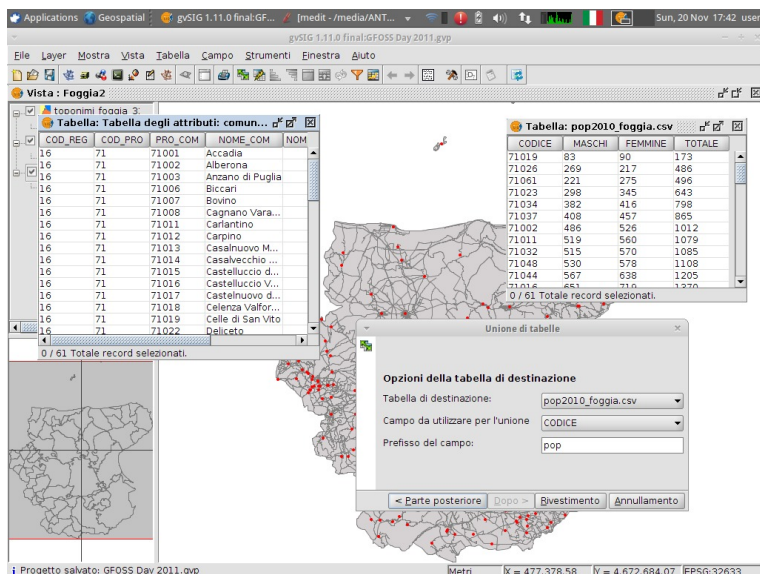 Applications Geospatial gvSIG 1.11.0 final:GF... [medit - /media/ANT... Sun, 20 Nov 17:42 user
gvSIG 1.11.0 final:GFOSS Day 2011.gvp
File Layer Mostra Vista Tabella Campo Strumenti Finestra Aiuto
Vista : Foggia2
toponimi foggia 3
Tabella: Tabella degli attributi: comun...
COD_REG COD_PRO PRO_COM NOME_COM NOM
16 71 71001 Accadia
16 71 71002 Alberona
16 71 71003 Anzano di Puglia
16 71 71006 Biccari
16 71 71007 Bovino
16 71 71008 Cagnano Vara...
16 71 71011 Carlantino
16 71 71012 Carpino
16 71 71013 Casalnuovo M...
16 71 71014 Casalvecchio ...
16 71 71015 Castelluccio d...
16 71 71016 Castelluccio V...
16 71 71017 Castelnuovo d...
16 71 71018 Celenza Valfor...
16 71 71019 Celle di San Vito
16 71 71022 Deliceto
0 / 61 Totale record selezionati.
Tabella: pop2010_foggia.csv
CODICE MASCHI FEMMINE TOTALE
71019 83 90 173
71026 269 217 486
71061 221 275 496
71023 298 345 643
71034 382 416 798
71037 408 457 865
71002 486 526 1012
71011 519 560 1079
71032 515 570 1085
71048 530 578 1108
71044 567 638 1205
71016 651 719 1370
0 / 61 Totale record selezionati.
Unione di tabelle
Opzioni della tabella di destinazione
Tabella di destinazione: pop2010_foggia.csv
Campo da utilizzare per l'unione CODICE
Prefisso del campo: pop
< Parte posteriore Dopo > Rivestimento Annullamento
Progetto salvato: GFOSS Day 2011.gvp Metri X = 477.378,58 Y = 4.672.684,07 EPSG:32633